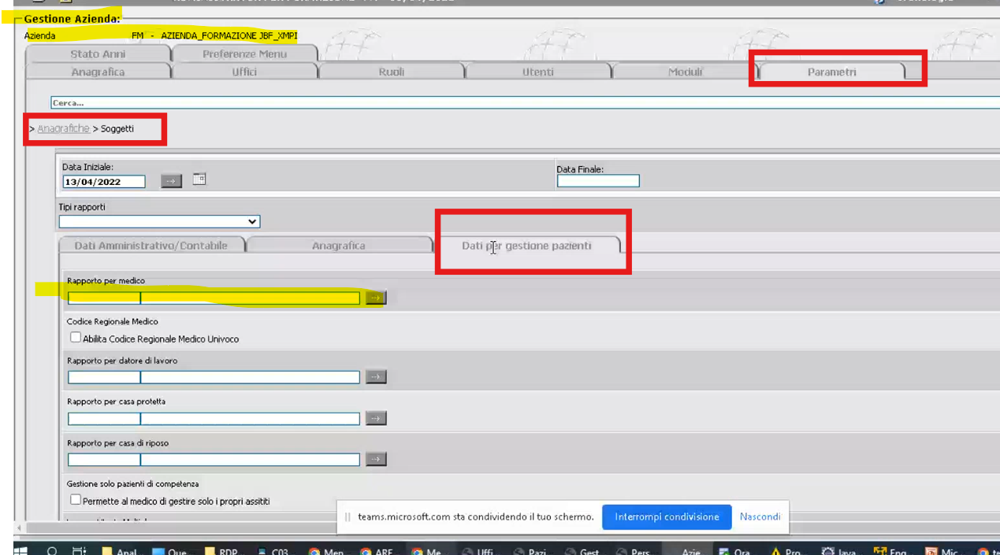 Gestione Azienda:
Azienda FM - AZIENDA_FORMAZIONE JBF_XMPI
Stato Anni Preferenze Menu
Anagrafica Uffici Ruoli Utenti Moduli Parametri
Cerca...
> Anagrafiche > Soggetti
Data Iniziale: Data Finale:
13/04/2022
Tipi rapporti
Dati Amministrativo/Contabile Anagrafica Dati per gestione pazienti
Rapporto per medico
Codice Regionale Medico
Abilita Codice Regionale Medico Univoco
Rapporto per datore di lavoro
Rapporto per casa protetta
Rapporto per casa di riposo
Gestione solo pazienti di competenza
Permette al medico di gestire solo i propri assititi
teams.microsoft.com sta condividendo il tuo schermo. Interrompi condivisione Nascondi
Anal... Que... RDP... C03... Men... ARE... Me... Uffi... Pazi... Gest... Pers... Azie... Ora... Pro... Java... Eng... Mic... te